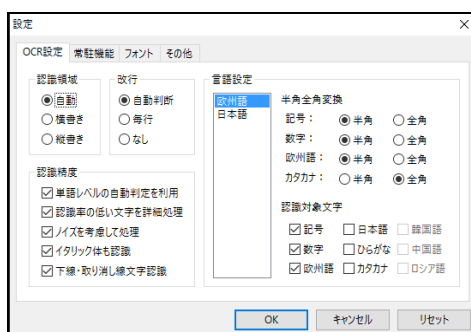 設定
OCR設定 常駐機能 フォント その他
認識領域
自動
横書き
縦書き
改行
自動判断
毎行
なし
認識精度
単語レベルの自動判定を利用
認識率の低い文字を詳細処理
ノイズを考慮して処理
イタリック体も認識
下線・取り消し線文字認識
言語設定
欧州語
日本語
半角全角変換
記号： 半角 全角
数字： 半角 全角
欧州語： 半角 全角
カタカナ： 半角 全角
認識対象文字
記号 日本語 韓国語
数字 ひらがな 中国語
欧州語 カタカナ ロシア語
OK キャンセル リセット